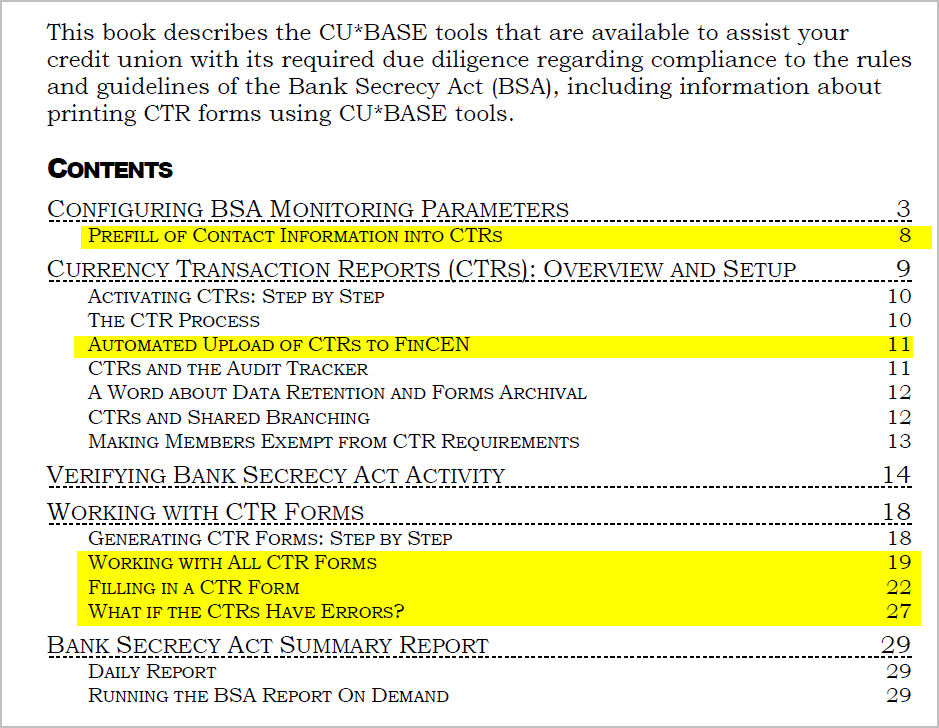 This book describes the CU*BASE tools that are available to assist your
credit union with its required due diligence regarding compliance to the rules
and guidelines of the Bank Secrecy Act (BSA), including information about
printing CTR forms using CU*BASE tools.
CONTENTS
CONFIGURING BSA MONITORING PARAMETERS 3
PREFILL OF CONTACT INFORMATION INTO CTRS 8
CURRENCY TRANSACTION REPORTS (CTRS): OVERVIEW AND SETUP 9
ACTIVATING CTRS: STEP BY STEP 10
THE CTR PROCESS 10
AUTOMATED UPLOAD OF CTRS TO FINCEN 11
CTRS AND THE AUDIT TRACKER 11
A WORD ABOUT DATA RETENTION AND FORMS ARCHIVAL 12
CTRS AND SHARED BRANCHING 12
MAKING MEMBERS EXEMPT FROM CTR REQUIREMENTS 13
VERIFYING BANK SECRECY ACT ACTIVITY 14
WORKING WITH CTR FORMS 18
GENERATING CTR FORMS: STEP BY STEP 18
WORKING WITH ALL CTR FORMS 19
FILLING IN A CTR FORM 22
WHAT IF THE CTRS HAVE ERRORS? 27
BANK SECRECY ACT SUMMARY REPORT 29
DAILY REPORT 29
RUNNING THE BSA REPORT ON DEMAND 29